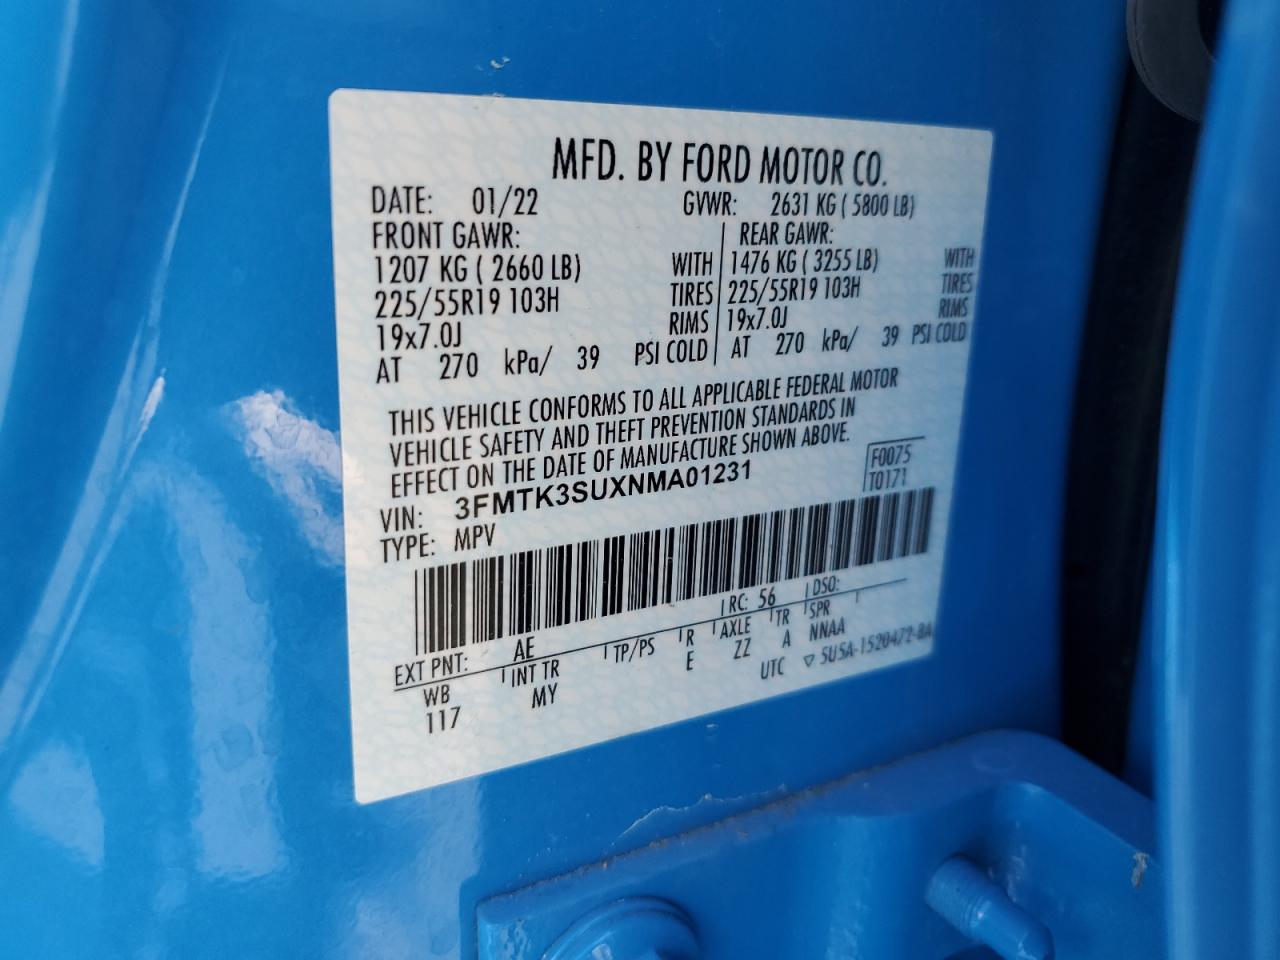 MFD. BY FORD MOTOR CO.
DATE: 01/22 GVWR: 2631 KG ( 5800 LB)
FRONT GAWR: REAR GAWR:
1207 KG ( 2660 LB) WITH 1476 KG ( 3255 LB) WITH
225/55R19 103H TIRES 225/55R19 103H TIRES
19x7.0J RIMS 19x7.0J RIMS
AT 270 kPa/ 39 PSI COLD AT 270 kPa/ 39 PSI COLD
THIS VEHICLE CONFORMS TO ALL APPLICABLE FEDERAL MOTOR
VEHICLE SAFETY AND THEFT PREVENTION STANDARDS IN
EFFECT ON THE DATE OF MANUFACTURE SHOWN ABOVE.
VIN: 3FMTK3SUXNMA01231 F0075
TYPE: MPV T0171
EXT PNT: AE RC: 56 DSO:
WB INT TR TP/PS R AXLE TR SPR
117 MY E ZZ A NNAA
UTC ▽ 5U5A-1520472-BA